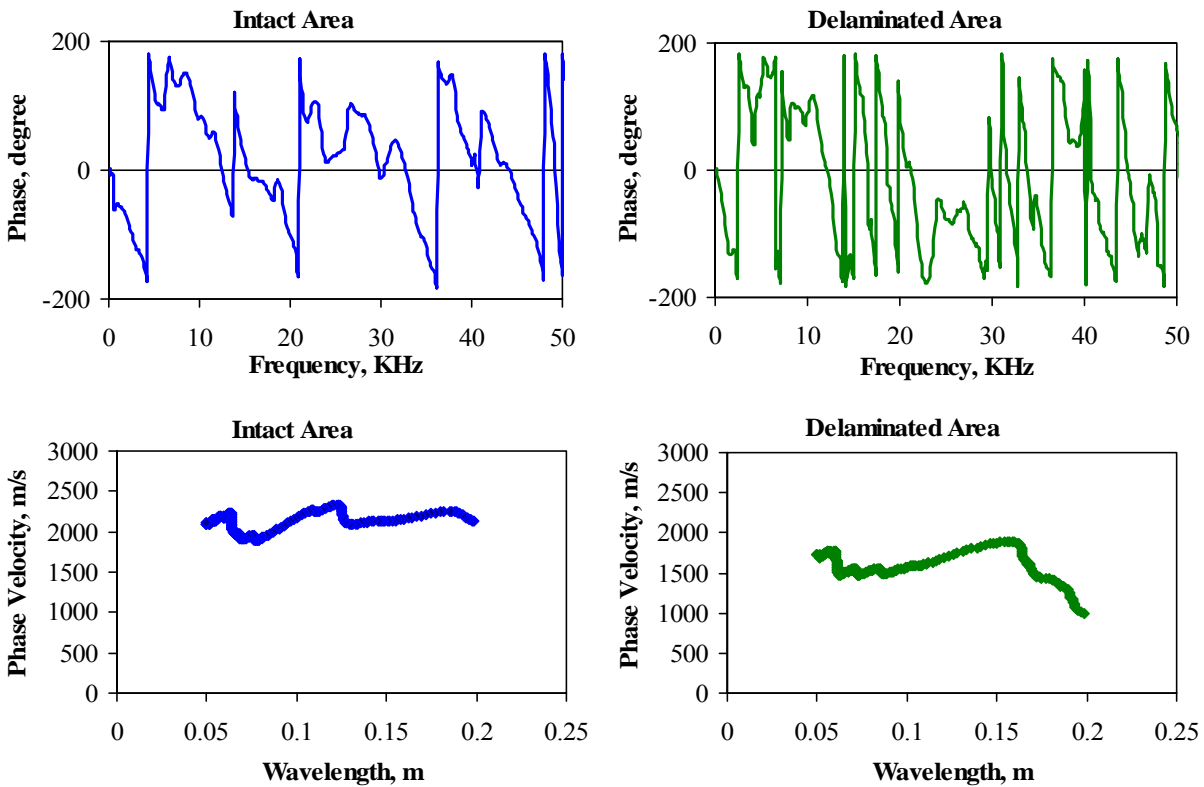 Intact Area
200
0
-200
Phase, degree
0 10 20 30 40 50
Frequency, KHz
Delaminated Area
200
0
-200
Phase, degree
0 10 20 30 40 50
Frequency, KHz
Intact Area
3000
2500
2000
1500
1000
500
0
Phase Velocity, m/s
0 0.05 0.1 0.15 0.2 0.25
Wavelength, m
Delaminated Area
3000
2500
2000
1500
1000
500
0
Phase Velocity, m/s
0 0.05 0.1 0.15 0.2 0.25
Wavelength, m